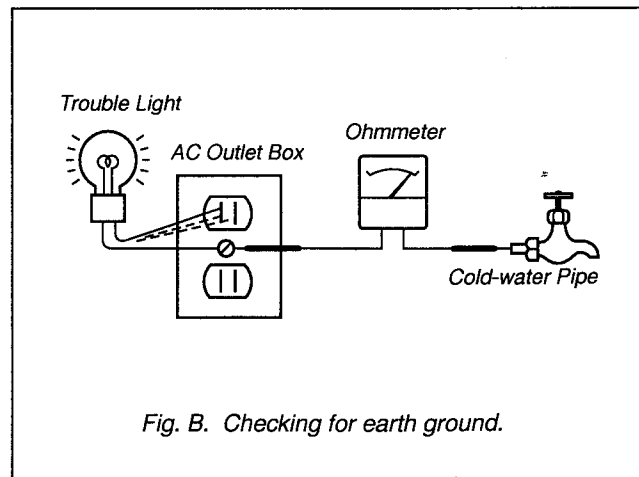 Trouble Light
AC Outlet Box
Ohmmeter
Cold-water Pipe
Fig. B. Checking for earth ground.